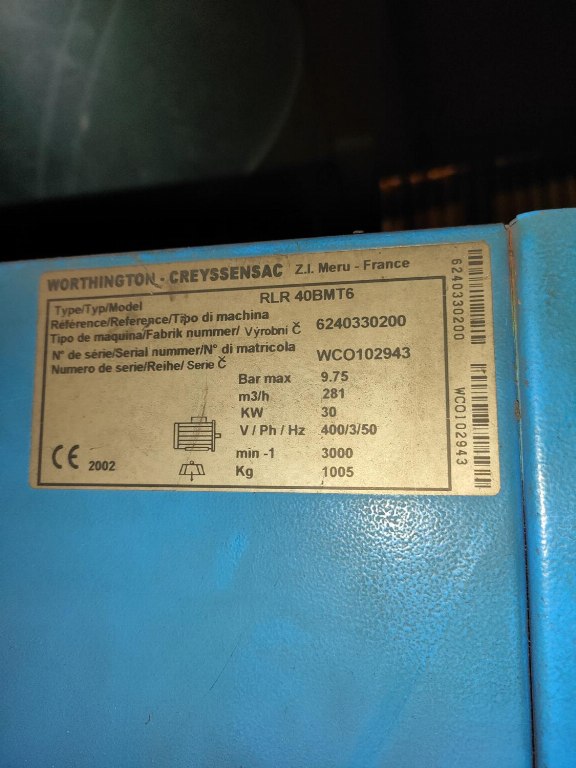 WORTHINGTON - CREYSSENSAC Z.I. Meru - France
Type/Typ/Model RLR 40BMT6
Référence/Reference/Tipo di machina
Tipo de maquina/Fabrik nummer/ Výrobní Č 6240330200
N° de série/Serial nummer/N° di matricola WCO102943
Numero de serie/Reihe/ Serie Č
Bar max 9.75
m3/h 281
KW 30
V / Ph / Hz 400/3/50
min -1 3000
Kg 1005
CE 2002
6240330200
WCO102943